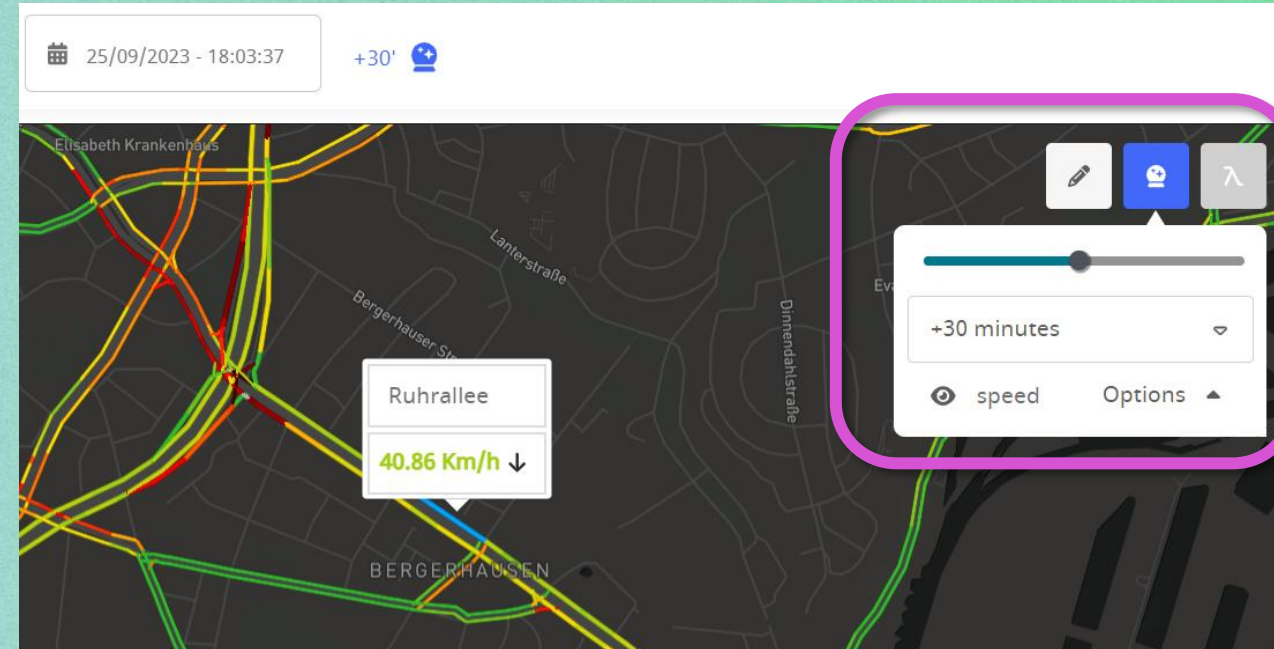 25/09/2023 - 18:03:37
+30'
Elisabeth Krankenhaus
λ
Lanterstraße
Bergerhauser Str
Dinnendahlstraße
Eva
+30 minutes
speed Options
Ruhrallee
40.86 Km/h ↓
BERGERHAUSEN